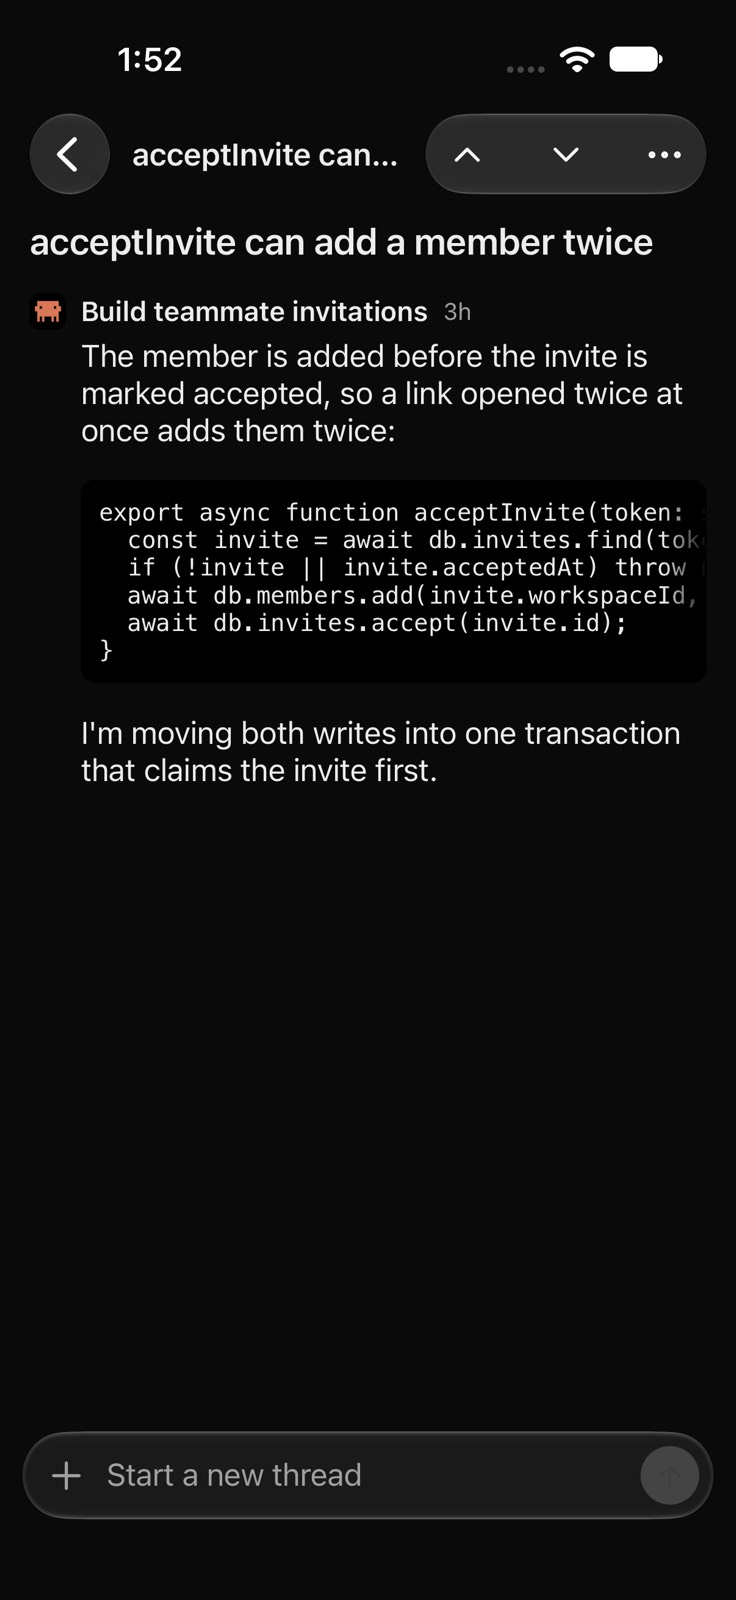 1:52
acceptInvite can...
acceptInvite can add a member twice
Build teammate invitations 3h
The member is added before the invite is
marked accepted, so a link opened twice at
once adds them twice:
export async function acceptInvite(token:
const invite = await db.invites.find(tok
if (!invite || invite.acceptedAt) throw
await db.members.add(invite.workspaceId,
await db.invites.accept(invite.id);
}
I'm moving both writes into one transaction
that claims the invite first.
Start a new thread